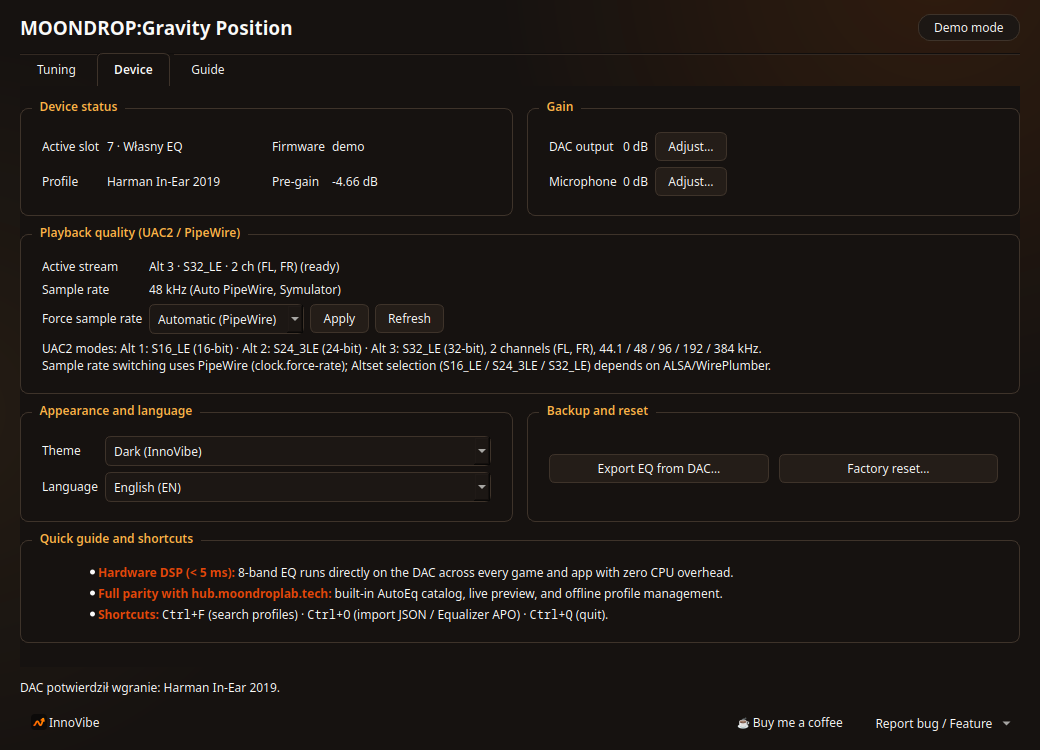 MOONDROP:Gravity Position
Demo mode
Tuning
Device
Guide
Device status
Active slot 7 · Własny EQ
Firmware demo
Profile Harman In-Ear 2019
Pre-gain -4.66 dB
Gain
DAC output 0 dB Adjust...
Microphone 0 dB Adjust...
Playback quality (UAC2 / PipeWire)
Active stream Alt 3 · S32_LE · 2 ch (FL, FR) (ready)
Sample rate 48 kHz (Auto PipeWire, Symulator)
Force sample rate Automatic (PipeWire) Apply Refresh
UAC2 modes: Alt 1: S16_LE (16-bit) · Alt 2: S24_3LE (24-bit) · Alt 3: S32_LE (32-bit), 2 channels (FL, FR), 44.1 / 48 / 96 / 192 / 384 kHz.
Sample rate switching uses PipeWire (clock.force-rate); Altset selection (S16_LE / S24_3LE / S32_LE) depends on ALSA/WirePlumber.
Appearance and language
Theme Dark (InnoVibe)
Language English (EN)
Backup and reset
Export EQ from DAC...
Factory reset...
Quick guide and shortcuts
• Hardware DSP (< 5 ms): 8-band EQ runs directly on the DAC across every game and app with zero CPU overhead.
• Full parity with hub.moondroplab.tech: built-in AutoEq catalog, live preview, and offline profile management.
• Shortcuts: Ctrl+F (search profiles) · Ctrl+O (import JSON / Equalizer APO) · Ctrl+Q (quit).
DAC potwierdził wgranie: Harman In-Ear 2019.
InnoVibe
☕ Buy me a coffee
Report bug / Feature